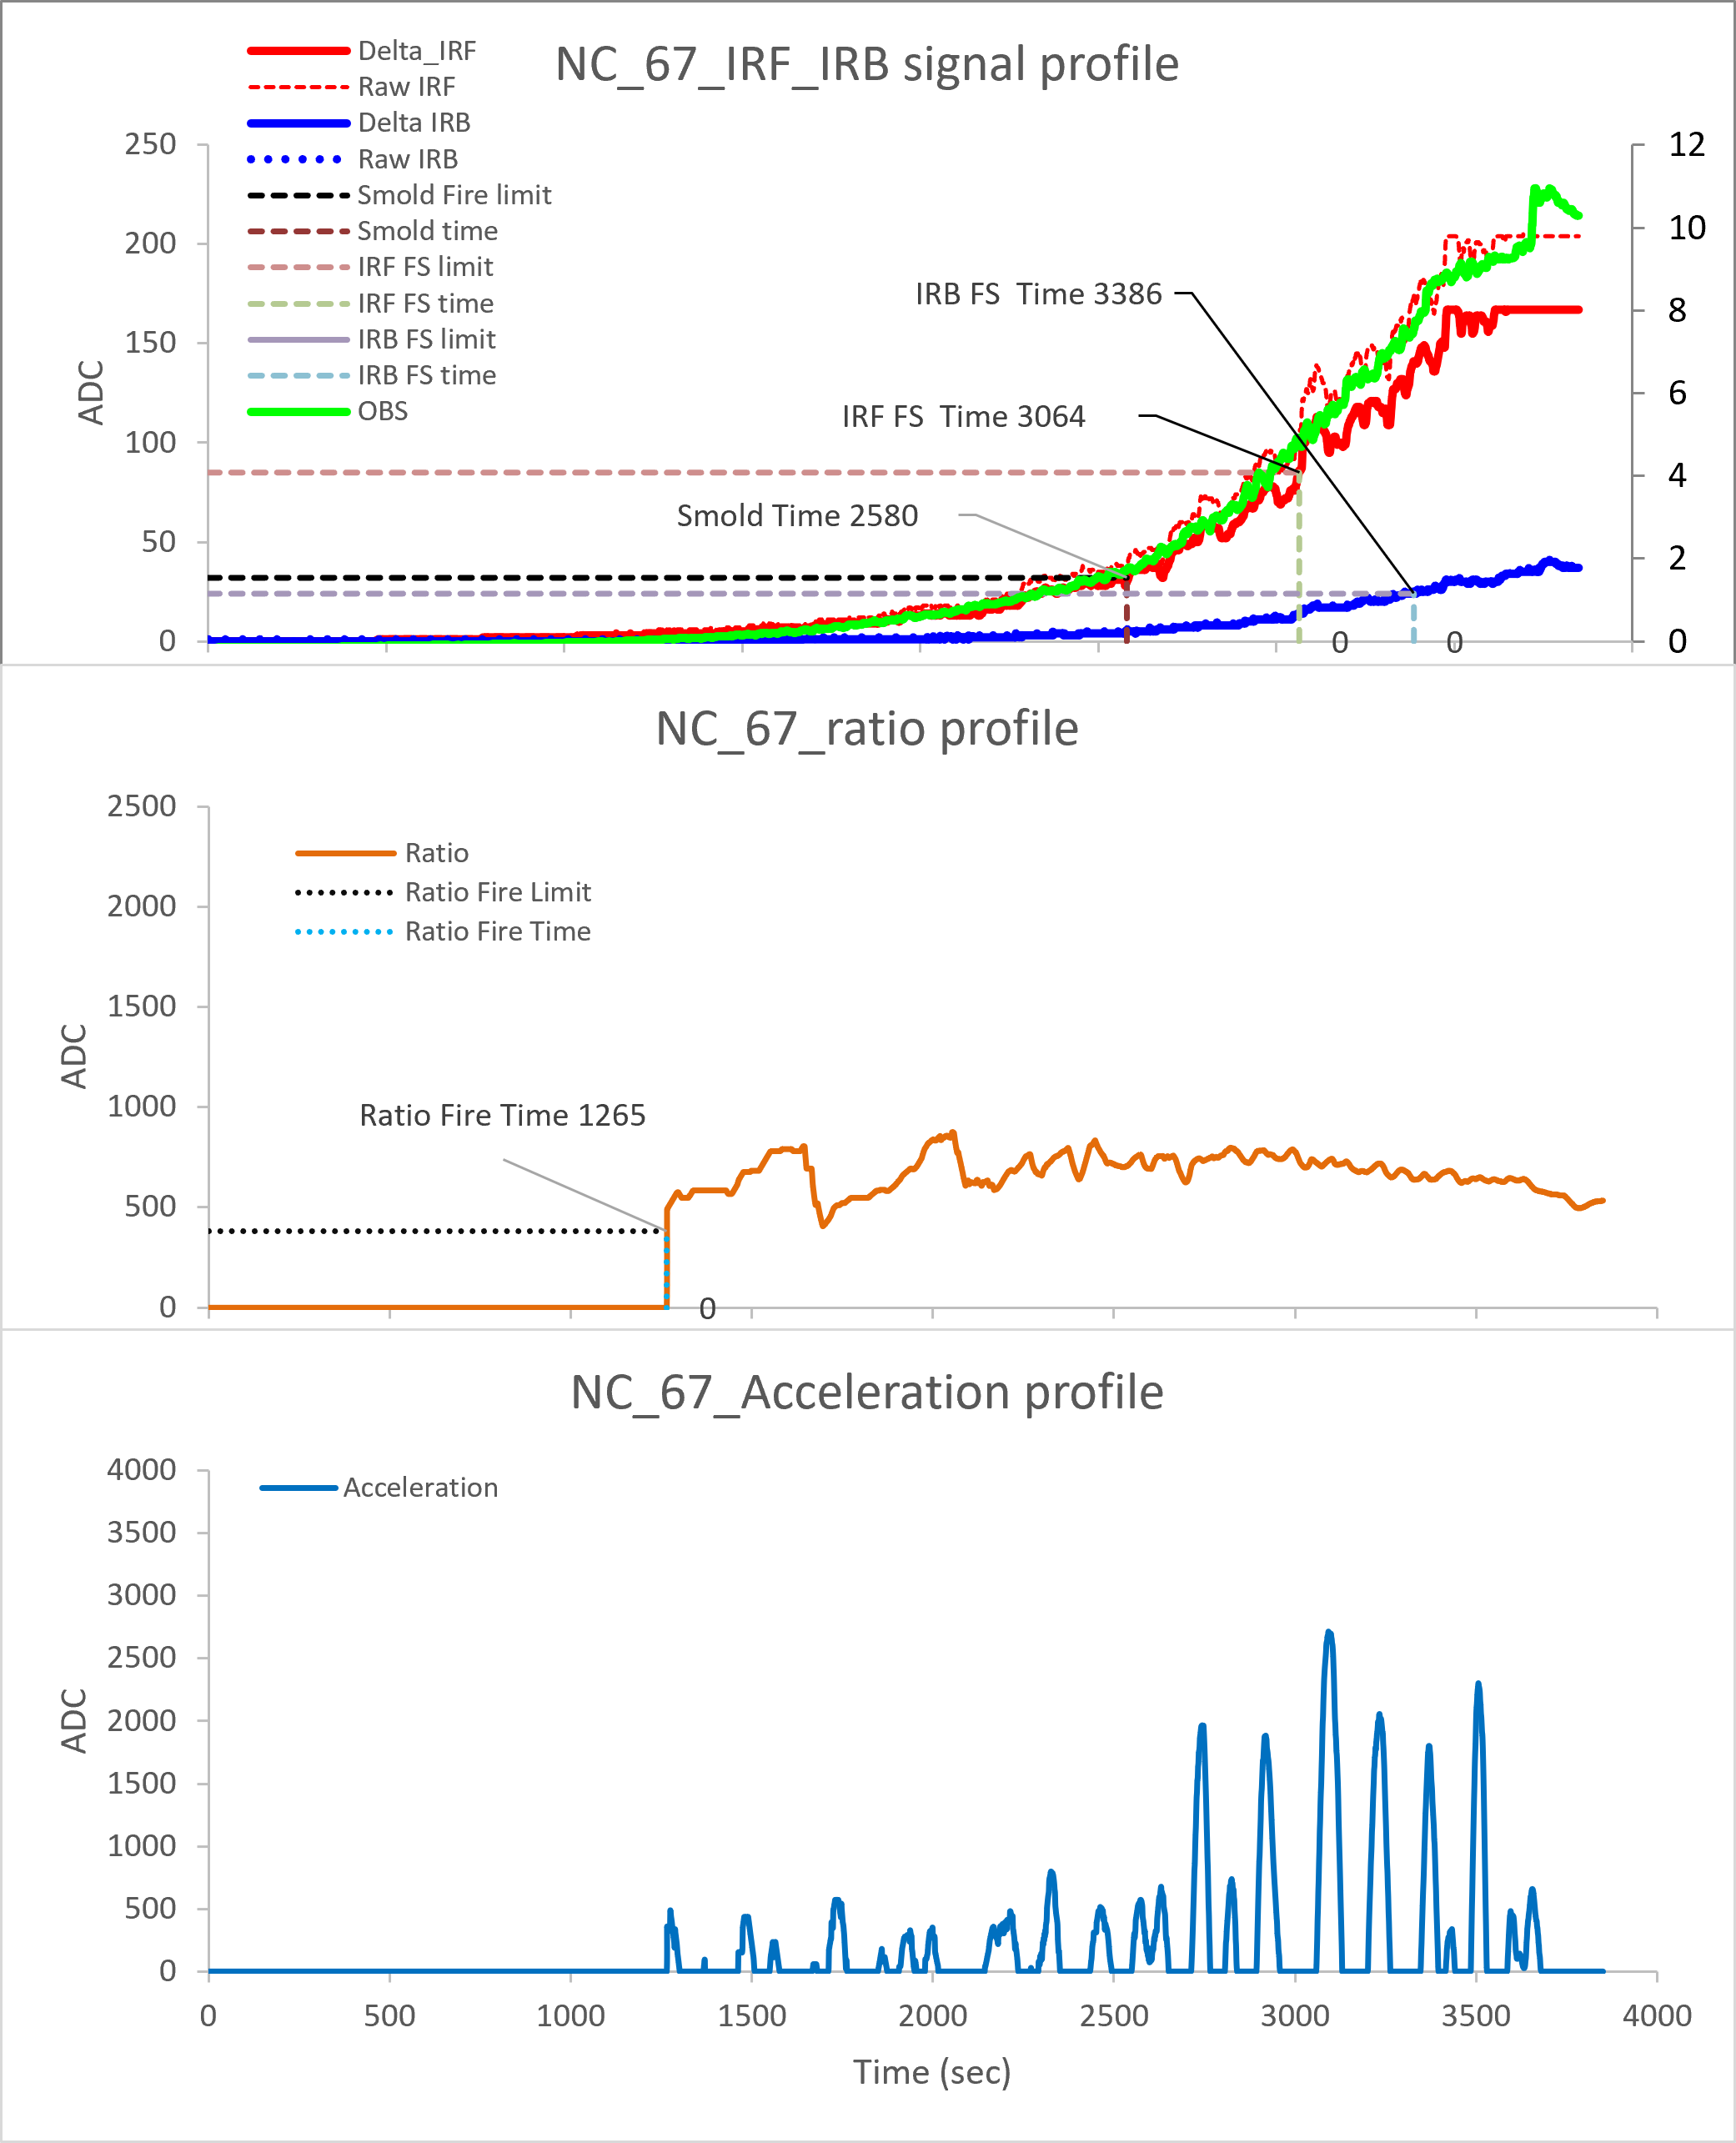 NC_67_IRF_IRB signal profile
Delta_IRF
Raw IRF
Delta IRB
Raw IRB
Smold Fire limit
Smold time
IRF FS limit
IRF FS time
IRB FS limit
IRB FS time
OBS
250
200
150
100
50
0
ADC
12
10
8
6
4
2
0
IRB FS  Time 3386
IRF FS  Time 3064
Smold Time 2580
0
0
NC_67_ratio profile
2500
2000
1500
1000
500
0
ADC
Ratio
Ratio Fire Limit
Ratio Fire Time
Ratio Fire Time 1265
0
NC_67_Acceleration profile
4000
3500
3000
2500
2000
1500
1000
500
0
ADC
Acceleration
0 500 1000 1500 2000 2500 3000 3500 4000
Time (sec)